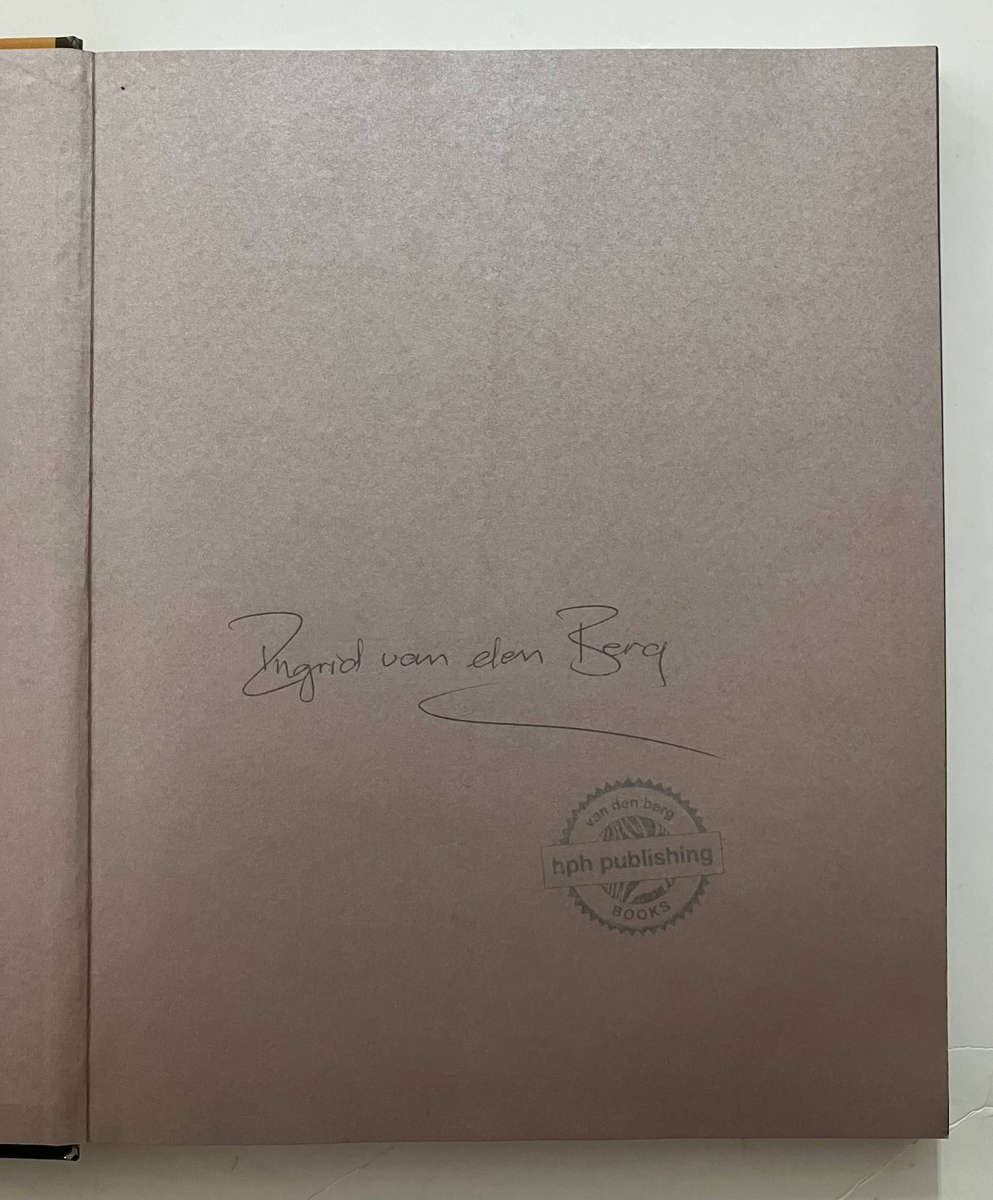 Ingrid van den Berg
van den berg
hph publishing
BOOKS